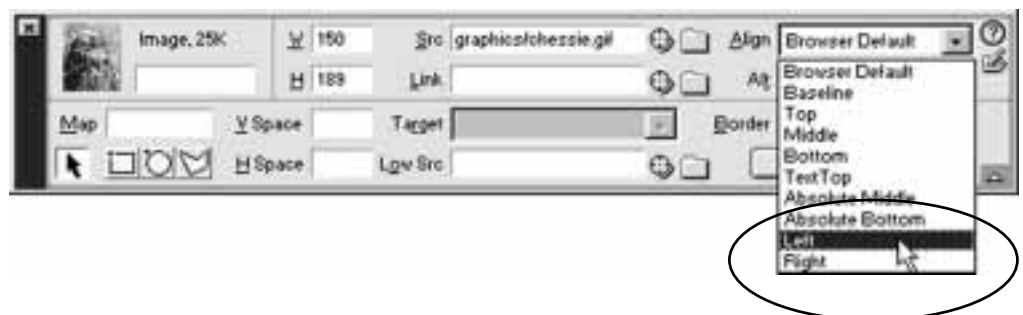 Image, 25K W 150 Src graphics/chessie.gif Align Browser Default
H 189 Link Alt
Map V Space Target Border
H Space Low Src
Browser Default
Baseline
Top
Middle
Bottom
TextTop
Absolute Middle
Absolute Bottom
Left
Right